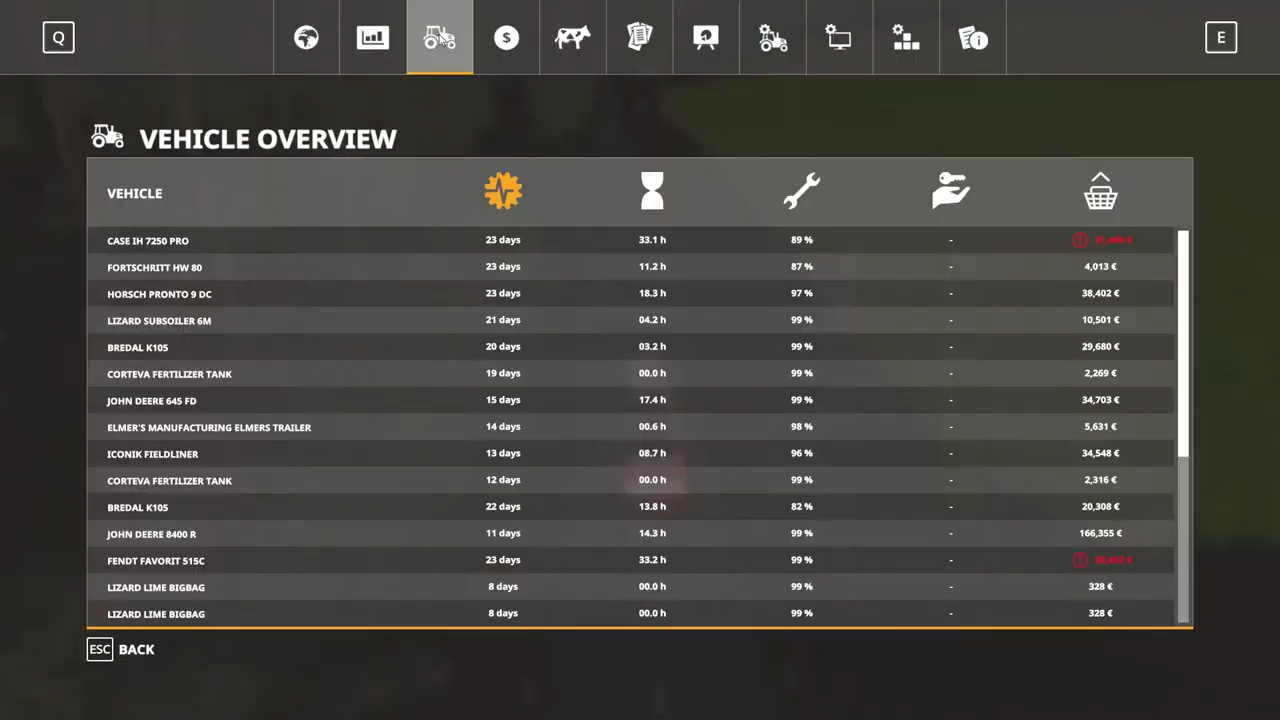 Q
E
VEHICLE OVERVIEW
VEHICLE
CASE IH 7250 PRO 23 days 33.1 h 89 % -
FORTSCHRITT HW 80 23 days 11.2 h 87 % - 4,013 €
HORSCH PRONTO 9 DC 23 days 18.3 h 97 % - 38,402 €
LIZARD SUBSOILER 6M 21 days 04.2 h 99 % - 10,501 €
BREDAL K105 20 days 03.2 h 99 % - 29,680 €
CORTEVA FERTILIZER TANK 19 days 00.0 h 99 % - 2,269 €
JOHN DEERE 645 FD 15 days 17.4 h 99 % - 34,703 €
ELMER'S MANUFACTURING ELMERS TRAILER 14 days 00.6 h 98 % - 5,631 €
ICONIK FIELDLINER 13 days 08.7 h 96 % - 34,548 €
CORTEVA FERTILIZER TANK 12 days 00.0 h 99 % - 2,316 €
BREDAL K105 22 days 13.8 h 82 % - 20,308 €
JOHN DEERE 8400 R 11 days 14.3 h 99 % - 166,355 €
FENDT FAVORIT 515C 23 days 33.2 h 99 % -
LIZARD LIME BIGBAG 8 days 00.0 h 99 % - 328 €
LIZARD LIME BIGBAG 8 days 00.0 h 99 % - 328 €
ESC BACK